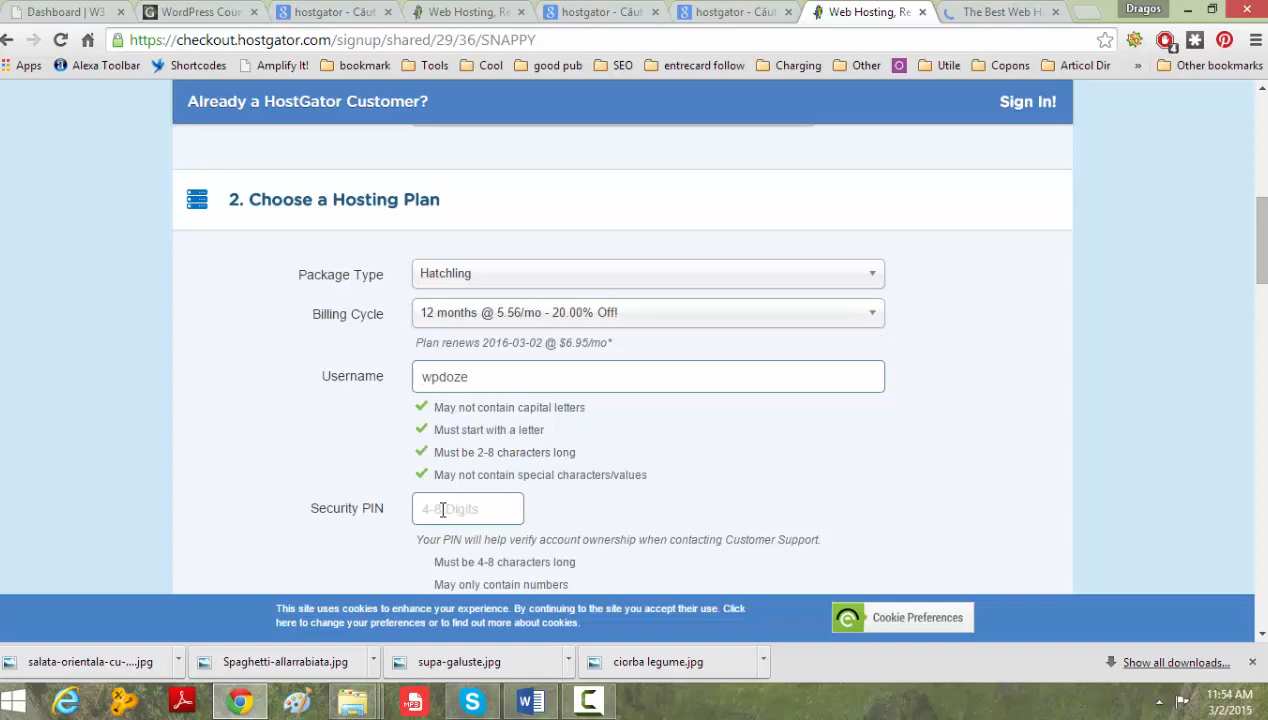 Dashboard | W3
WordPress Cour
hostgator - Cău
Web Hosting, Re
hostgator - Cău
hostgator - Cău
Web Hosting, Re
The Best Web H
Dragos
https://checkout.hostgator.com/signup/shared/29/36/SNAPPY
4
Apps
Alexa Toolbar
Shortcodes
Amplify It!
bookmark
Tools
Cool
good pub
SEO
entrecard follow
Charging
Other
Utile
Copons
Articol Dir
»
Other bookmarks
Already a HostGator Customer?
Sign In!
2. Choose a Hosting Plan
Package Type
Hatchling
Billing Cycle
12 months @ 5.56/mo - 20.00% Off!
Plan renews 2016-03-02 @ $6.95/mo*
Username
wpdoze
May not contain capital letters
Must start with a letter
Must be 2-8 characters long
May not contain special characters/values
Security PIN
4-8 Digits
Your PIN will help verify account ownership when contacting Customer Support.
Must be 4-8 characters long
May only contain numbers
This site uses cookies to enhance your experience. By continuing to the site you accept their use. Click
here to change your preferences or to find out more about cookies.
Cookie Preferences
salata-orientala-cu-....jpg
Spaghetti-allarrabiata.jpg
supa-galuste.jpg
ciorba legume.jpg
Show all downloads...
MP3
11:54 AM
3/2/2015